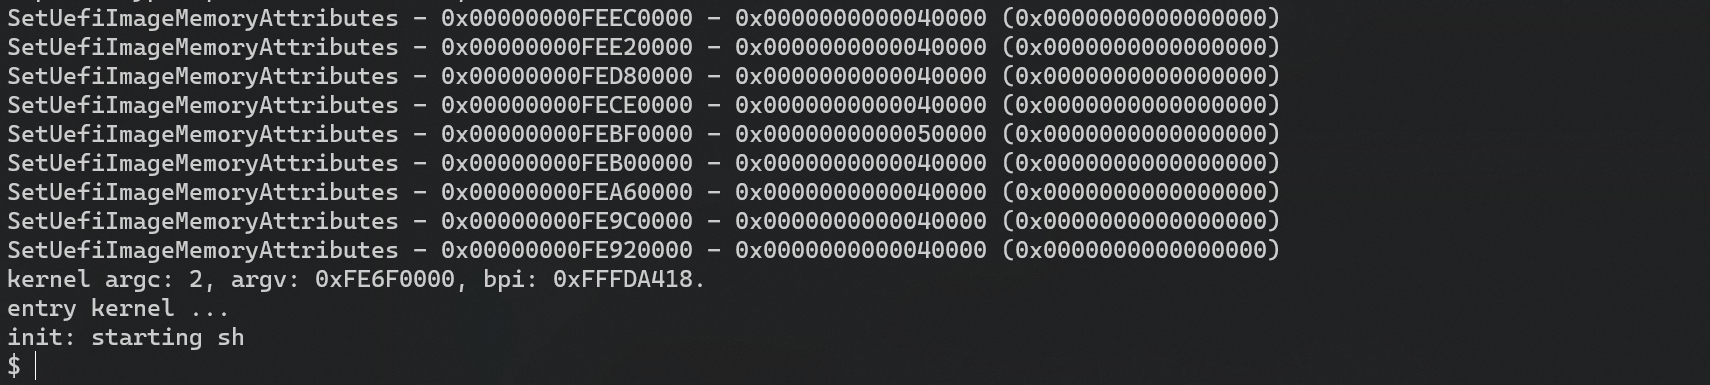 SetUefiImageMemoryAttributes - 0x00000000FEEC0000 - 0x0000000000040000 (0x0000000000000000)
SetUefiImageMemoryAttributes - 0x00000000FEE20000 - 0x0000000000040000 (0x0000000000000000)
SetUefiImageMemoryAttributes - 0x00000000FED80000 - 0x0000000000040000 (0x0000000000000000)
SetUefiImageMemoryAttributes - 0x00000000FECE0000 - 0x0000000000040000 (0x0000000000000000)
SetUefiImageMemoryAttributes - 0x00000000FEBF0000 - 0x0000000000050000 (0x0000000000000000)
SetUefiImageMemoryAttributes - 0x00000000FEB00000 - 0x0000000000040000 (0x0000000000000000)
SetUefiImageMemoryAttributes - 0x00000000FEA60000 - 0x0000000000040000 (0x0000000000000000)
SetUefiImageMemoryAttributes - 0x00000000FE9C0000 - 0x0000000000040000 (0x0000000000000000)
SetUefiImageMemoryAttributes - 0x00000000FE920000 - 0x0000000000040000 (0x0000000000000000)
kernel argc: 2, argv: 0xFE6F0000, bpi: 0xFFFDA418.
entry kernel ...
init: starting sh
$